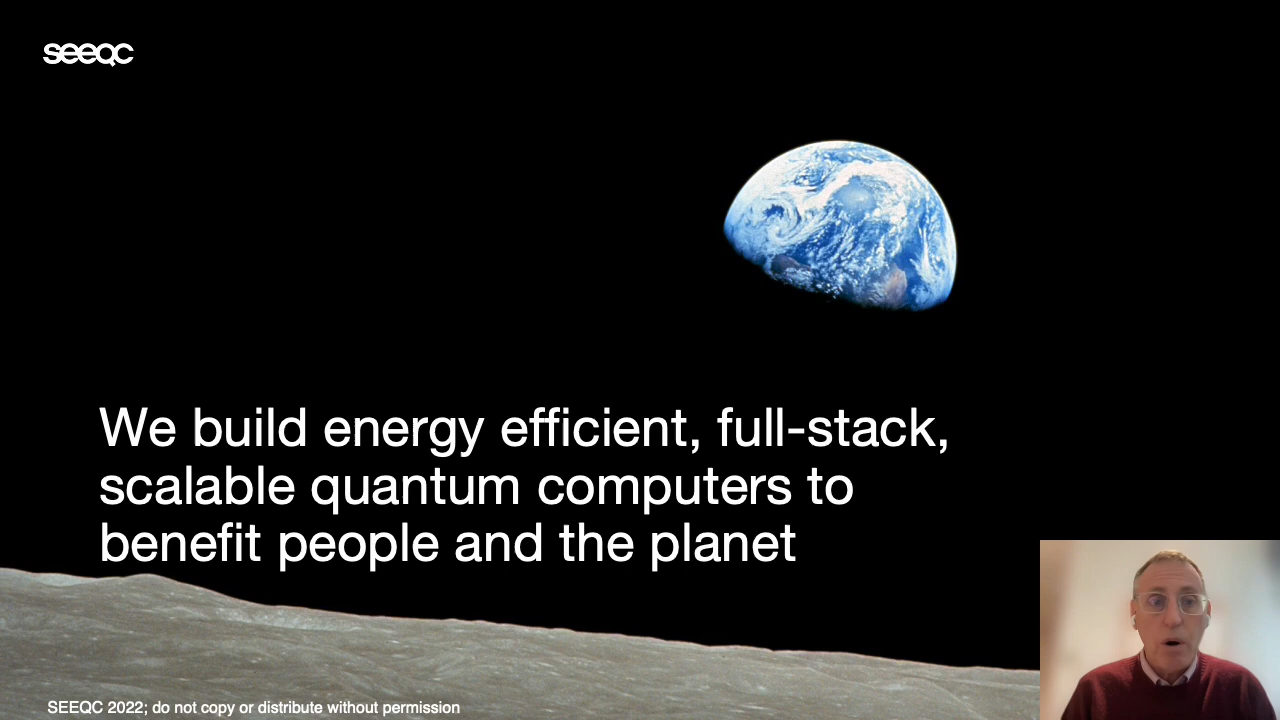 seeqc
We build energy efficient, full-stack,
scalable quantum computers to
benefit people and the planet
SEEQC 2022; do not copy or distribute without permission